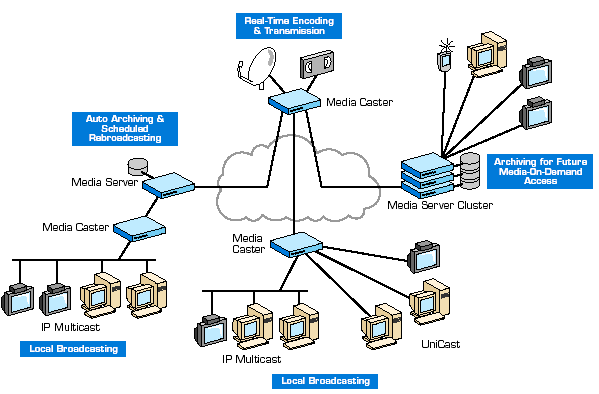 Real-Time Encoding
& Transmission
Media Caster
Auto Archiving &
Scheduled
Rebroadcasting
Media Server
Archiving for Future
Media-On-Demand
Access
Media Server Cluster
Media Caster
Media
Caster
IP Multicast
Local Broadcasting
UniCast
IP Multicast
Local Broadcasting